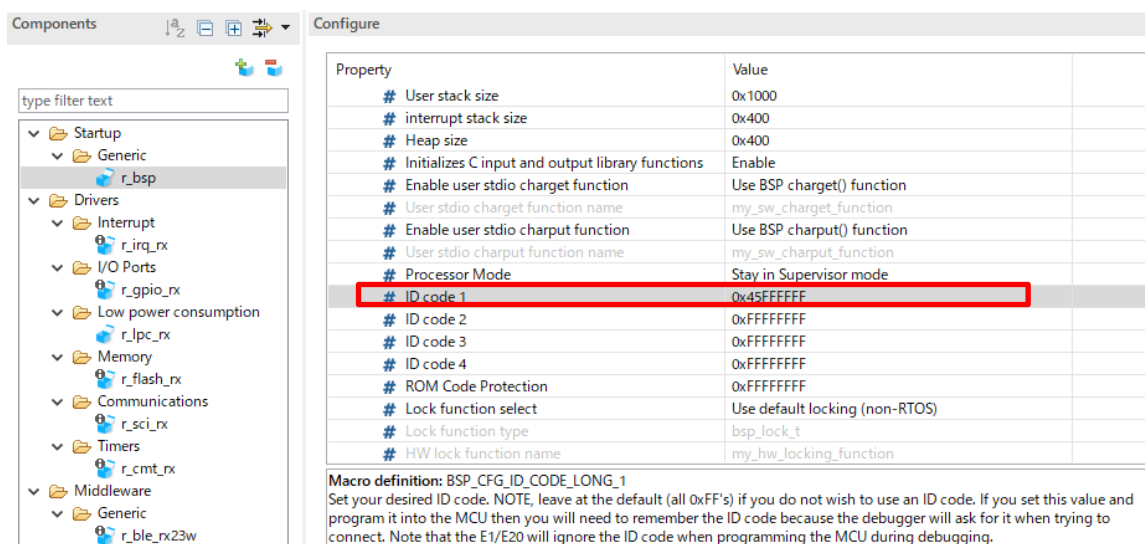 Components
Configure
type filter text
Startup
Generic
r_bsp
Drivers
Interrupt
r_irq_rx
I/O Ports
r_gpio_rx
Low power consumption
r_lpc_rx
Memory
r_flash_rx
Communications
r_sci_rx
Timers
r_cmt_rx
Middleware
Generic
r_ble_rx23w
Property Value
# User stack size 0x1000
# interrupt stack size 0x400
# Heap size 0x400
# Initializes C input and output library functions Enable
# Enable user stdio charget function Use BSP charget() function
# User stdio charget function name my_sw_charget_function
# Enable user stdio charput function Use BSP charput() function
# User stdio charput function name my_sw_charput_function
# Processor Mode Stay in Supervisor mode
# ID code 1 0x45FFFFFF
# ID code 2 0xFFFFFFFF
# ID code 3 0xFFFFFFFF
# ID code 4 0xFFFFFFFF
# ROM Code Protection 0xFFFFFFFF
# Lock function select Use default locking (non-RTOS)
# Lock function type bsp_lock_t
# HW lock function name my_hw_locking_function
Macro definition: BSP_CFG_ID_CODE_LONG_1
Set your desired ID code. NOTE, leave at the default (all 0xFF's) if you do not wish to use an ID code. If you set this value and
program it into the MCU then you will need to remember the ID code because the debugger will ask for it when trying to
connect. Note that the E1/E20 will ignore the ID code when programming the MCU during debugging.